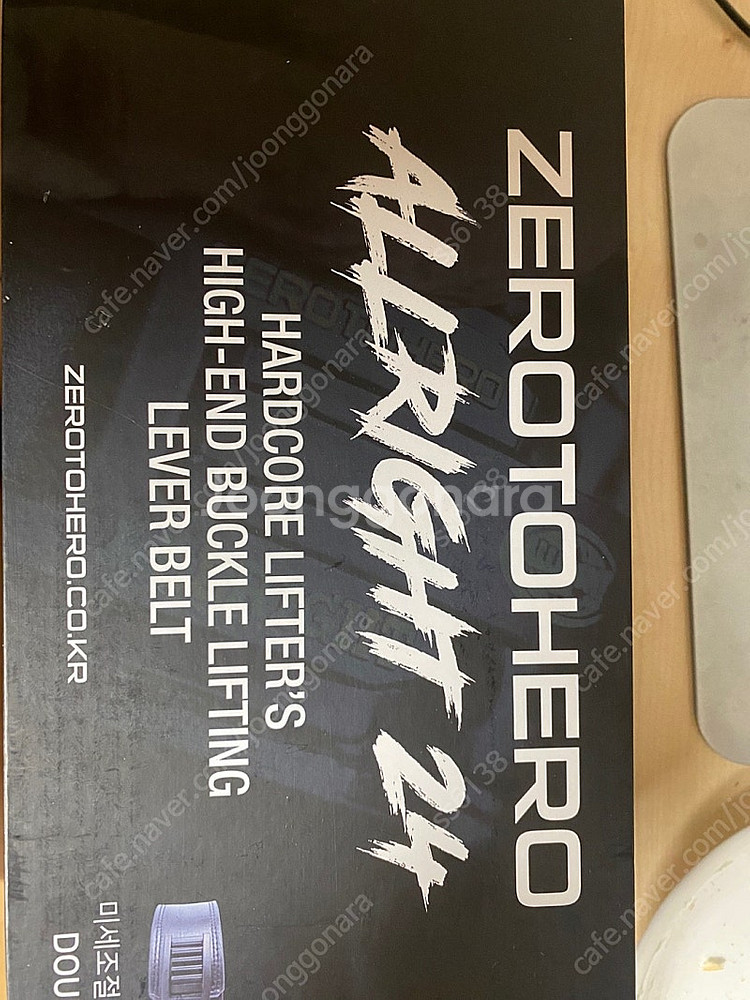 ZEROTOHERO
ALLRIGHT 24
HARDCORE LIFTER'S
HIGH-END BUCKLE LIFTING
LEVER BELT
ZEROTOHERO.CO.KR
미세조절
DOU
joonggonara
cafe.naver.com/joonggonara